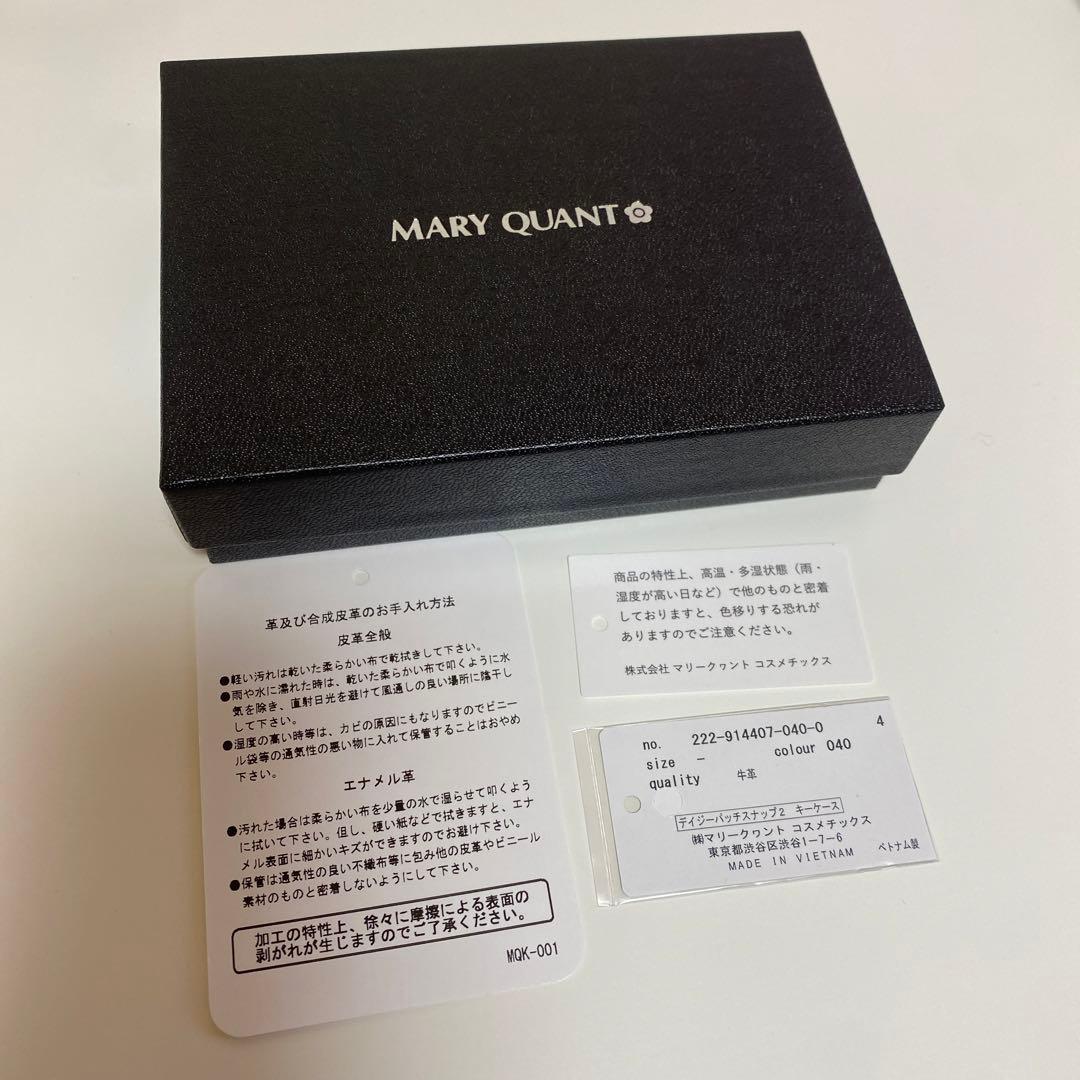 MARY QUANT
革及び合成皮革のお手入れ方法
皮革全般
●軽い汚れは乾いた柔らかい布で乾拭きして下さい。
●雨や水に濡れた時は、乾いた柔らかい布で叩くように水
気を除き、直射日光を避けて風通しの良い場所に陰干し
して下さい。
●湿度の高い時等は、カビの原因にもなりますのでビニー
ル袋等の通気性の悪い物に入れて保管することはおやめ
下さい。
エナメル革
●汚れた場合は柔らかい布を少量の水で湿らせて叩くよう
に拭いて下さい。但し、硬い紙などで拭きますと、エナ
メル表面に細かいキズができますのでお避け下さい。
●保管は通気性の良い不織布等に包み他の皮革やビニール
素材のものと密着しないようにして下さい。
加工の特性上、徐々に摩擦による表面の
剥がれが生じますのでご了承ください。
MQK-001
商品の特性上、高温・多湿状態（雨・
湿度が高い日など）で他のものと密着
しておりますと、色移りする恐れが
ありますのでご注意ください。
株式会社 マリークヮント コスメチックス
no. 222-914407-040-0 4
size - colour 040
quality 牛革
デイジーパッチスナップ2 キーケース
㈱マリークヮント コスメチックス
東京都渋谷区渋谷1-7-6
MADE IN VIETNAM ベトナム製